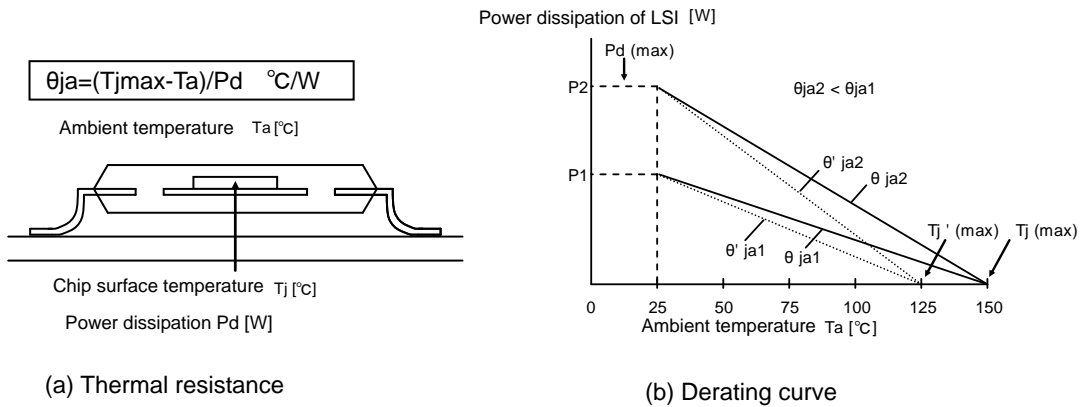 θja=(Tjmax-Ta)/Pd ℃/W
Ambient temperature Ta [℃]
Chip surface temperature Tj [℃]
Power dissipation Pd [W]
(a) Thermal resistance
Power dissipation of LSI [W]
Pd (max)
P2
θja2 < θja1
θ' ja2
θ ja2
P1
Tj ' (max)
Tj (max)
θ' ja1
θ ja1
0 25 50 75 100 125 150
Ambient temperature Ta [℃]
(b) Derating curve